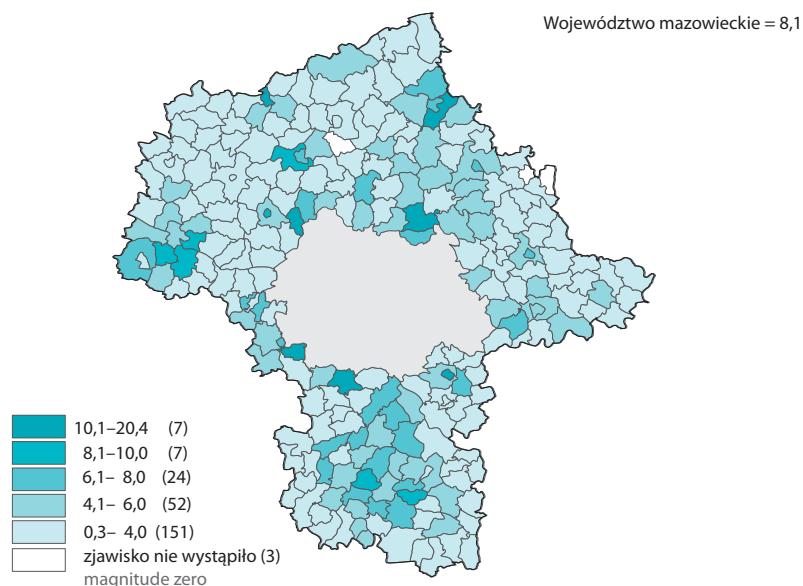 Województwo mazowieckie = 8,1
10,1–20,4 (7)
8,1–10,0 (7)
6,1– 8,0 (24)
4,1– 6,0 (52)
0,3– 4,0 (151)
zjawisko nie wystąpiło (3)
magnitude zero